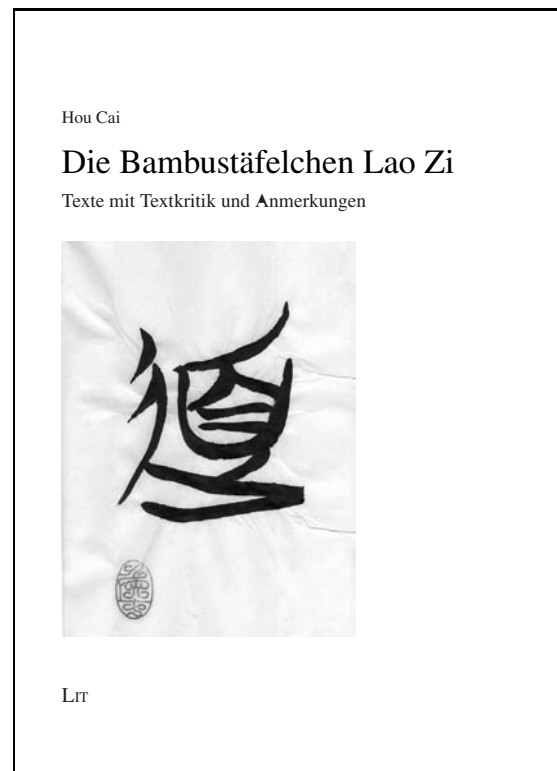 Hou Cai
Die Bambustäfelchen Lao Zi
Texte mit Textkritik und Anmerkungen
道
LIT